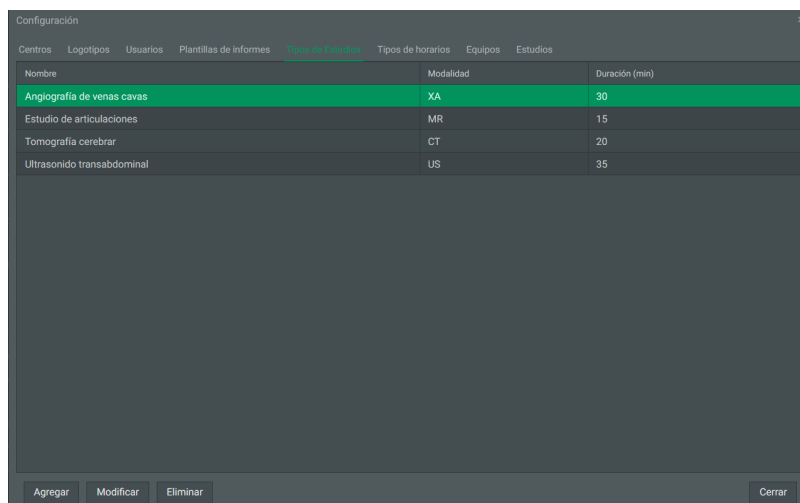 Configuración
Centros Logotipos Usuarios Plantillas de informes Tipos de Estudios Tipos de horarios Equipos Estudios
Nombre Modalidad Duración (min)
Angiografía de venas cavas XA 30
Estudio de articulaciones MR 15
Tomografía cerebrar CT 20
Ultrasonido transabdominal US 35
Agregar Modificar Eliminar Cerrar